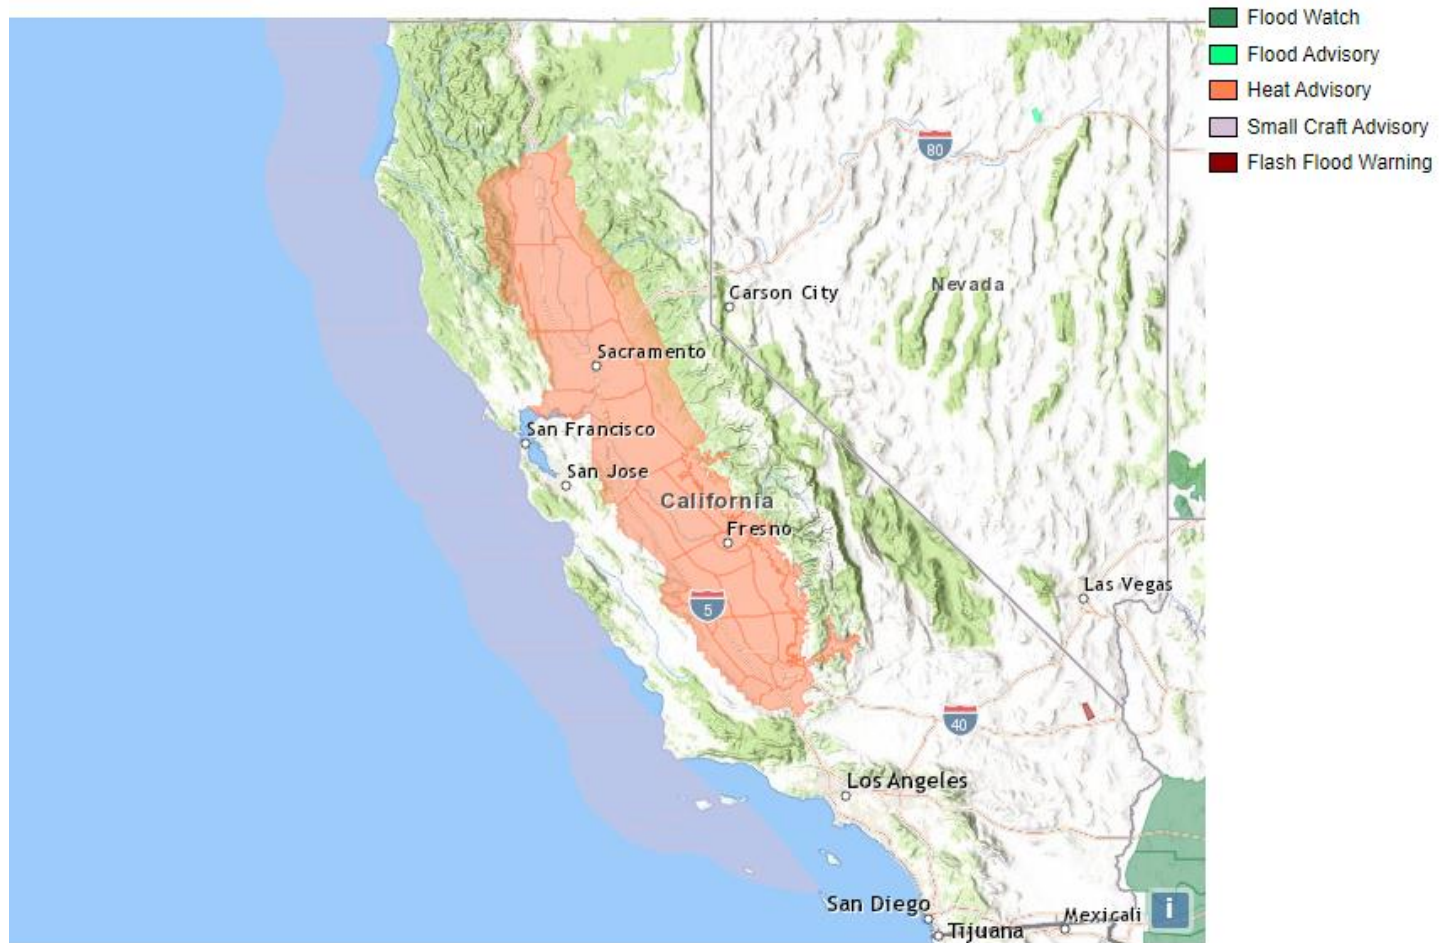 Flood Watch
Flood Advisory
Heat Advisory
Small Craft Advisory
Flash Flood Warning
80
Nevada
Carson City
Sacramento
San Francisco
San Jose
California
Fresno
Las Vegas
5
40
Los Angeles
San Diego
Mexicali
Tijuana
i